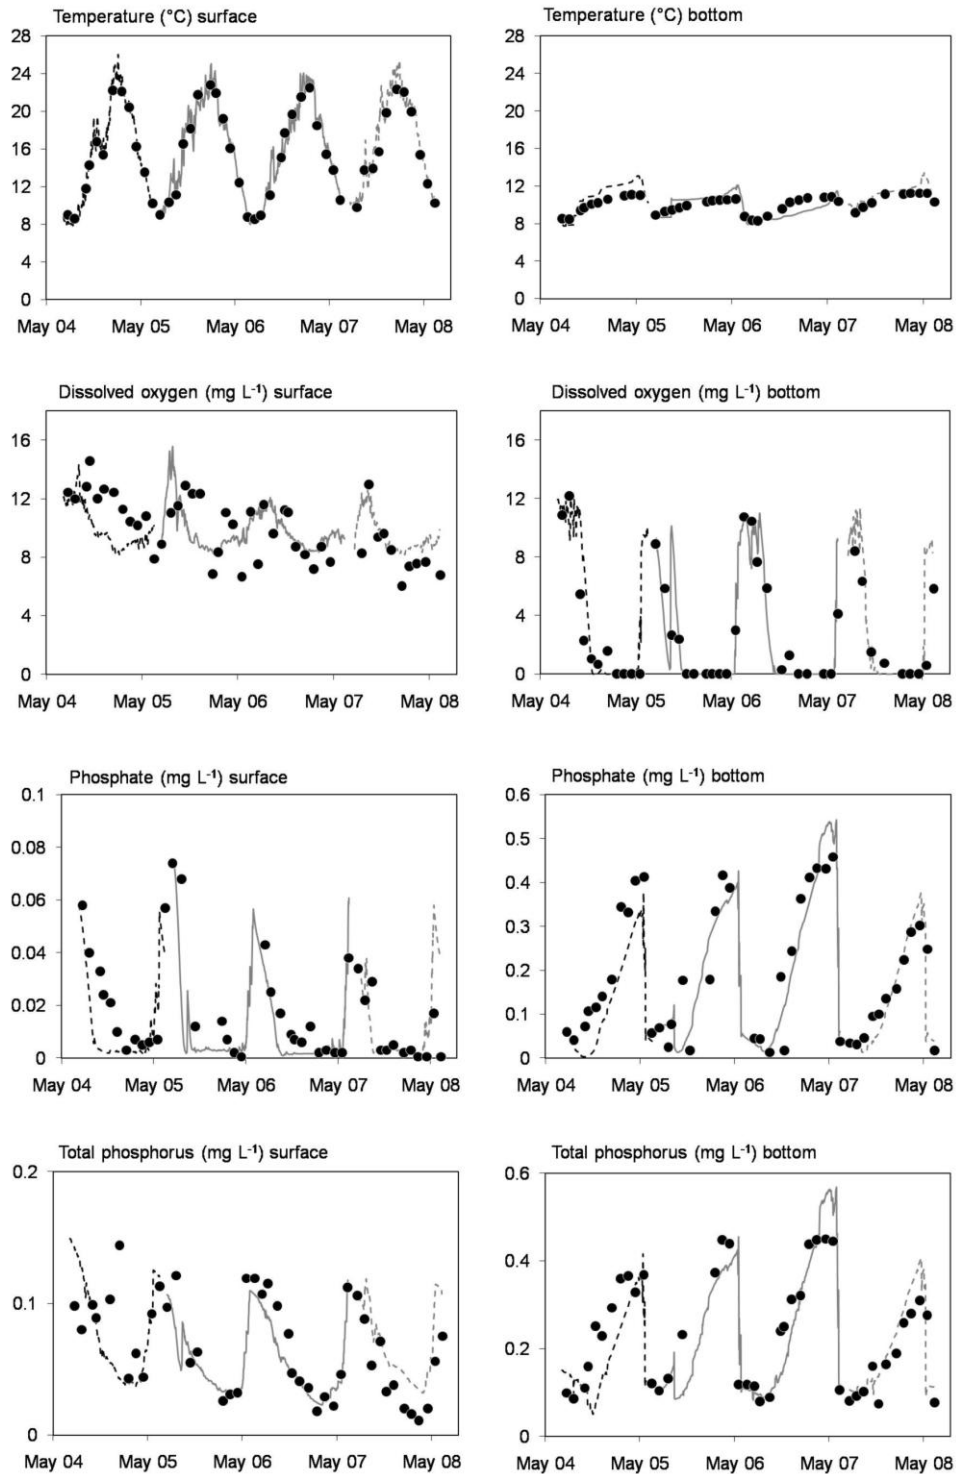 Temperature (°C) surface
28
24
20
16
12
8
4
0
May 04 May 05 May 06 May 07 May 08
Temperature (°C) bottom
28
24
20
16
12
8
4
0
May 04 May 05 May 06 May 07 May 08
Dissolved oxygen (mg L⁻¹) surface
16
12
8
4
0
May 04 May 05 May 06 May 07 May 08
Dissolved oxygen (mg L⁻¹) bottom
16
12
8
4
0
May 04 May 05 May 06 May 07 May 08
Phosphate (mg L⁻¹) surface
0.1
0.08
0.06
0.04
0.02
0
May 04 May 05 May 06 May 07 May 08
Phosphate (mg L⁻¹) bottom
0.6
0.5
0.4
0.3
0.2
0.1
0
May 04 May 05 May 06 May 07 May 08
Total phosphorus (mg L⁻¹) surface
0.2
0.1
0
May 04 May 05 May 06 May 07 May 08
Total phosphorus (mg L⁻¹) bottom
0.6
0.4
0.2
0
May 04 May 05 May 06 May 07 May 08